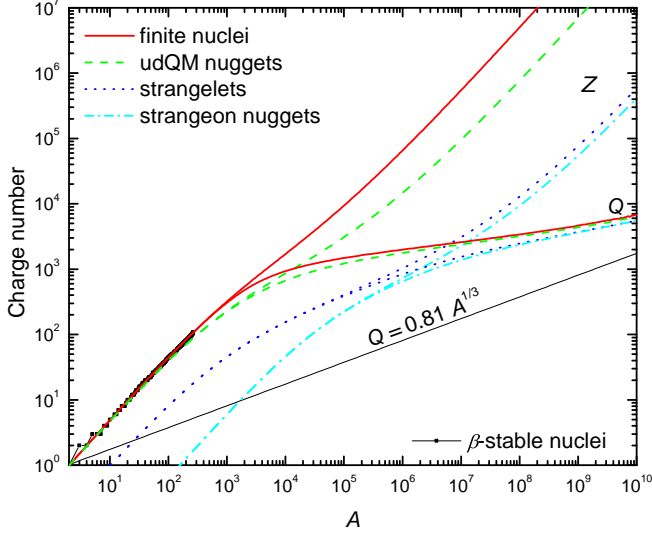 10^7
10^6
10^5
10^4
10^3
10^2
10^1
10^0
Charge number
finite nuclei
udQM nuggets
strangelets
strangeon nuggets
Z
Q
Q = 0.81 A^{1/3}
β-stable nuclei
10^1 10^2 10^3 10^4 10^5 10^6 10^7 10^8 10^9 10^10
A